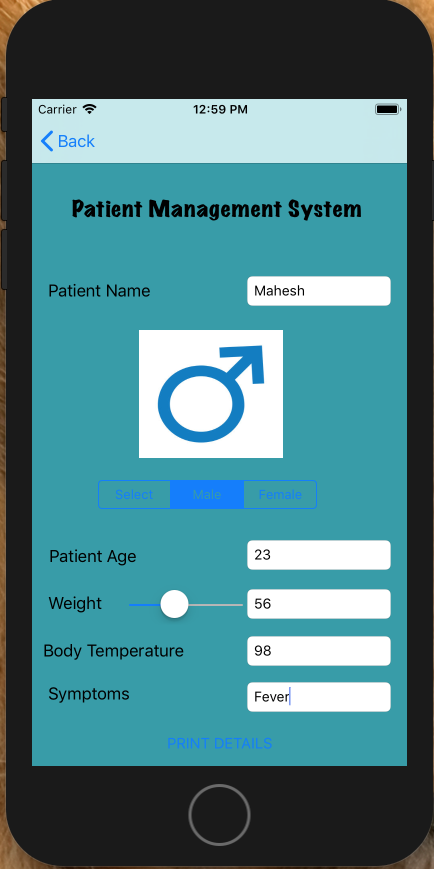 Carrier 12:59 PM
Back
Patient Management System
Patient Name Mahesh
Select Male Female
Patient Age 23
Weight 56
Body Temperature 98
Symptoms Fever
PRINT DETAILS